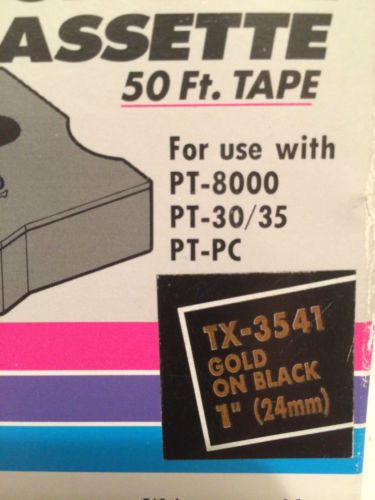 ASSETTE
50 Ft. TAPE
For use with
PT-8000
PT-30/35
PT-PC
TX-3541
GOLD
ON BLACK
1" (24mm)